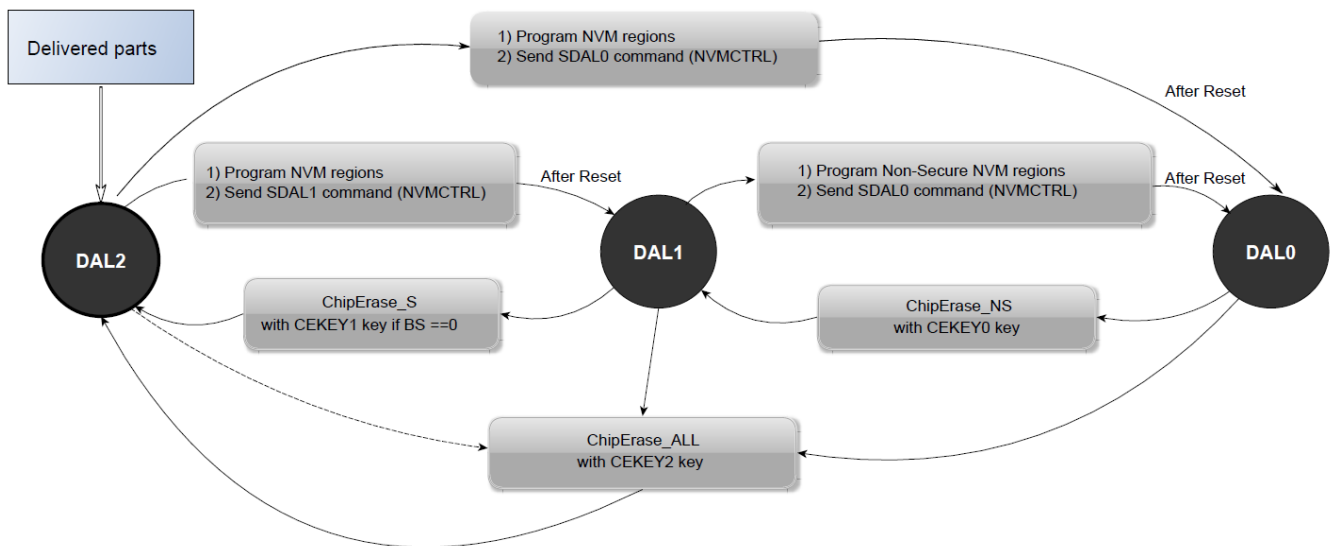 Delivered parts
1) Program NVM regions
2) Send SDAL0 command (NVMCTRL)
After Reset
1) Program NVM regions
2) Send SDAL1 command (NVMCTRL)
After Reset
1) Program Non-Secure NVM regions
2) Send SDAL0 command (NVMCTRL)
After Reset
DAL2
DAL1
DAL0
ChipErase_S
with CEKEY1 key if BS ==0
ChipErase_NS
with CEKEY0 key
ChipErase_ALL
with CEKEY2 key